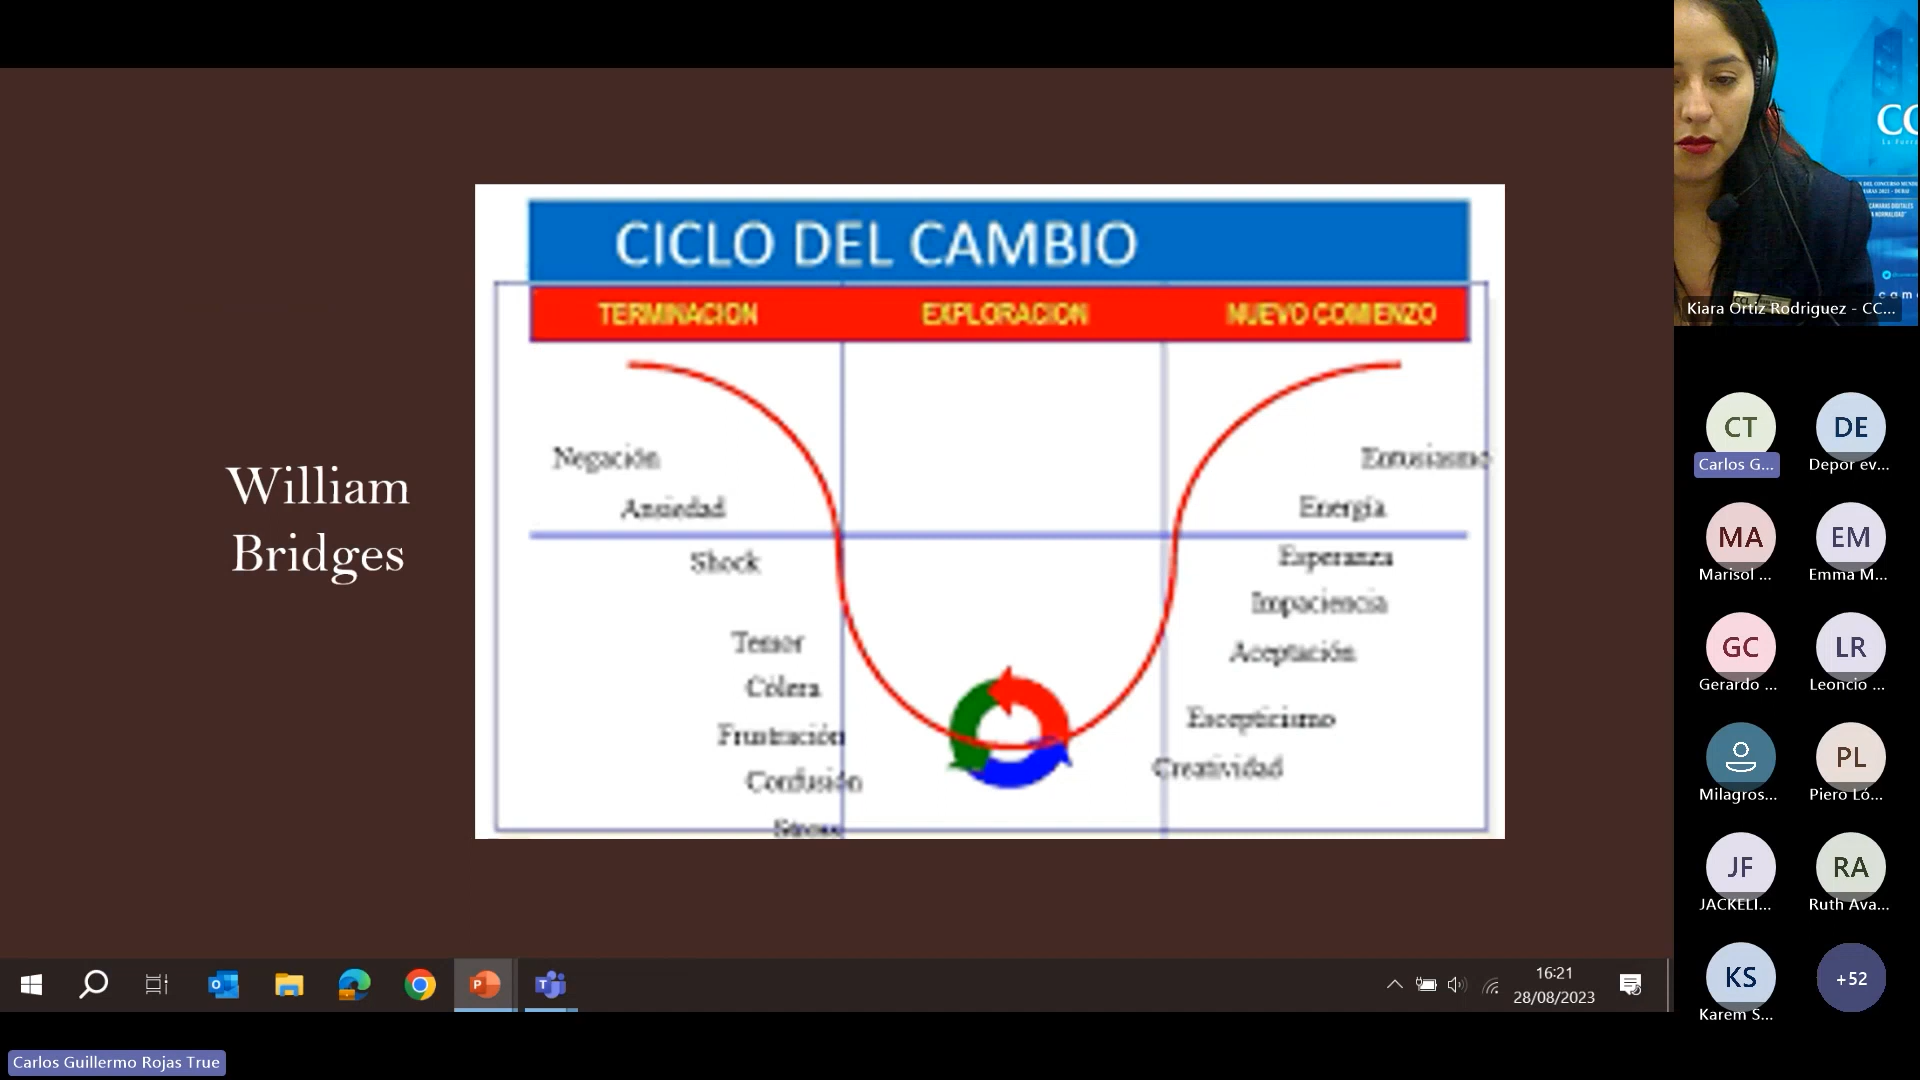 William
Bridges
CICLO DEL CAMBIO
TERMINACION
EXPLORACION
NUEVO COMIENZO
Negación
Ansiedad
Shock
Temor
Cólera
Frustración
Confusión
Stress
Entusiasmo
Energía
Esperanza
Impaciencia
Aceptación
Escepticismo
Creatividad
16:21
28/08/2023
Carlos Guillermo Rojas True
CC
Kiara Ortiz Rodriguez - CC...
CT
Carlos G...
DE
Depor ev...
MA
Marisol ...
EM
Emma M...
GC
Gerardo ...
LR
Leoncio ...
Milagros...
PL
Piero Ló...
JF
JACKELI...
RA
Ruth Ava...
KS
Karem S...
+52